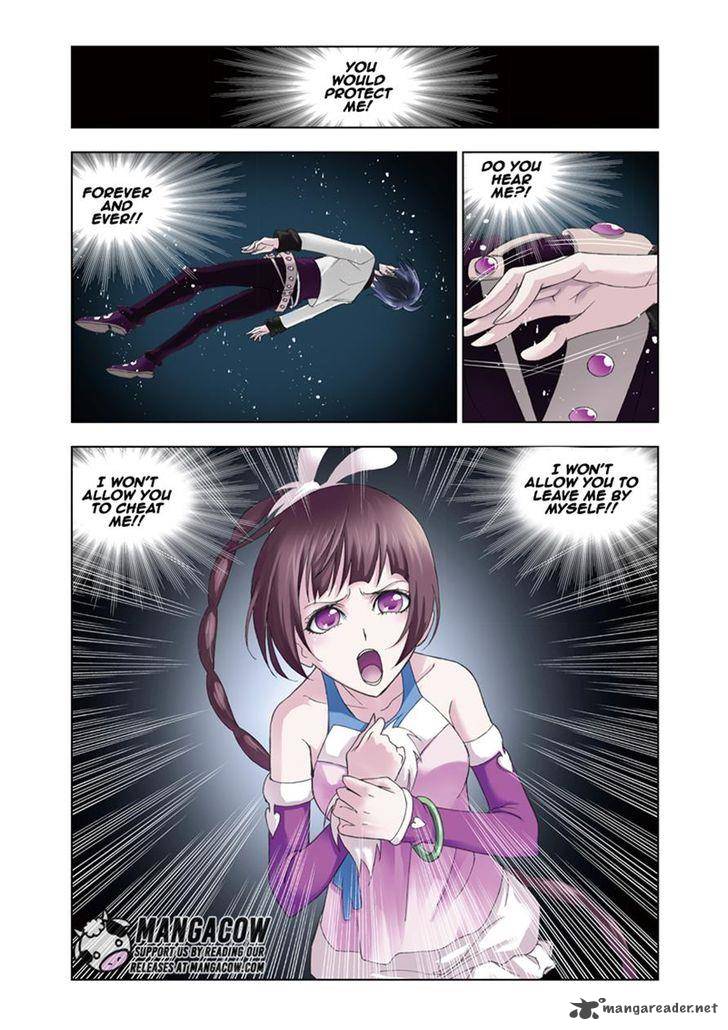 YOU
WOULD
PROTECT
ME!
FOREVER
AND
EVER!!
DO YOU
HEAR
ME?!
I WON'T
ALLOW YOU
TO CHEAT
ME!!
I WON'T
ALLOW YOU TO
LEAVE ME BY
MYSELF!!
MANGACOW
SUPPORT US BY READING OUR
RELEASES AT MANGACOW.COM
mangareader.net